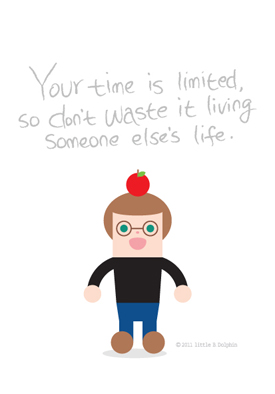 Your time is limited,
so don't waste it living
someone else's life.
© 2011 Little & Dolphin